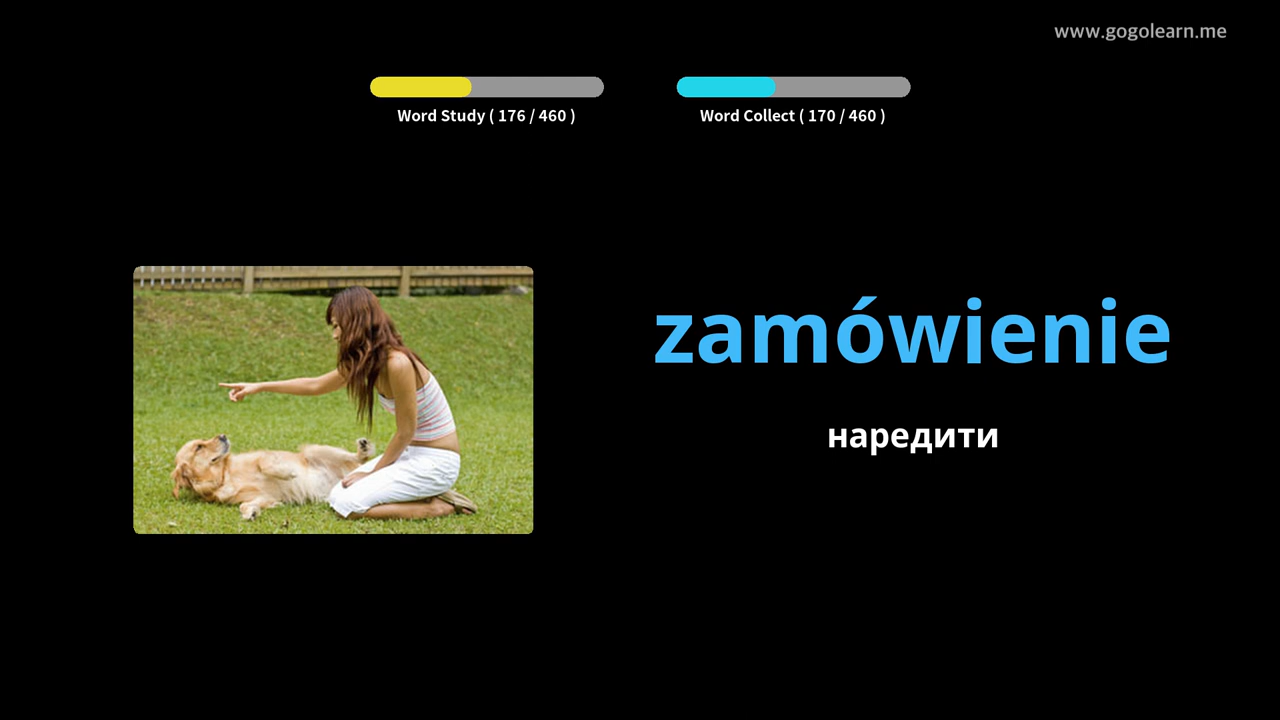 www.gogolearn.me
Word Study ( 176 / 460 )
Word Collect ( 170 / 460 )
zamówienie
наредити